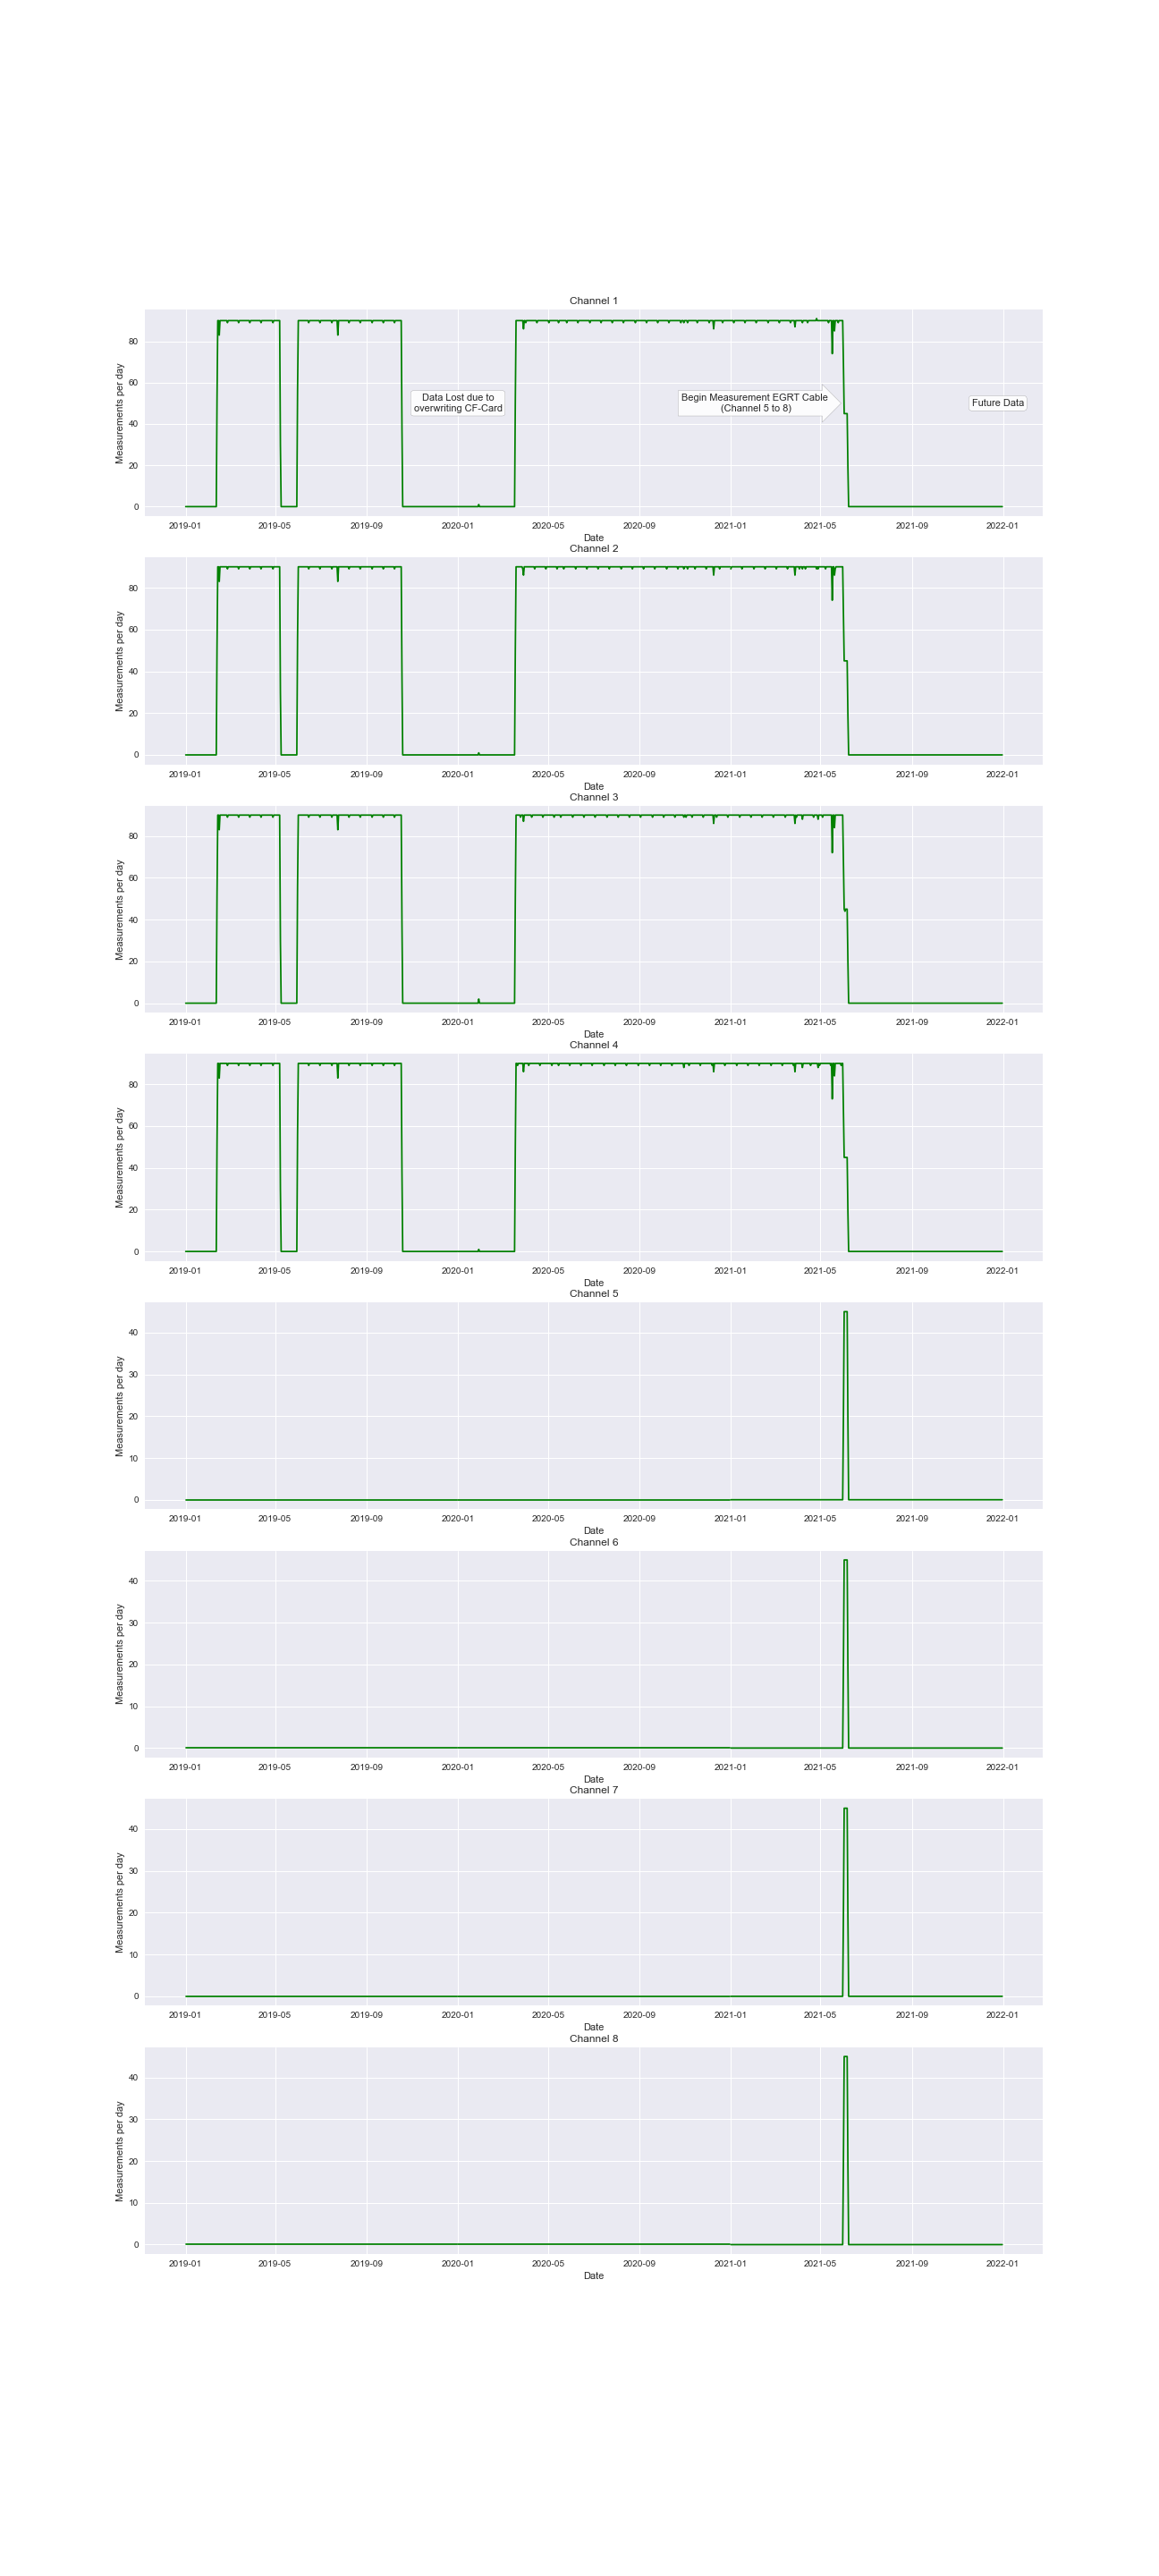 Channel 1
Measurements per day
80
60
40
20
0
Data Lost due to
overwriting CF-Card
Begin Measurement EGRT Cable
(Channel 5 to 8)
Future Data
2019-01 2019-05 2019-09 2020-01 2020-05 2020-09 2021-01 2021-05 2021-09 2022-01
Date
Channel 2
Measurements per day
80
60
40
20
0
2019-01 2019-05 2019-09 2020-01 2020-05 2020-09 2021-01 2021-05 2021-09 2022-01
Date
Channel 3
Measurements per day
80
60
40
20
0
2019-01 2019-05 2019-09 2020-01 2020-05 2020-09 2021-01 2021-05 2021-09 2022-01
Date
Channel 4
Measurements per day
80
60
40
20
0
2019-01 2019-05 2019-09 2020-01 2020-05 2020-09 2021-01 2021-05 2021-09 2022-01
Date
Channel 5
Measurements per day
40
30
20
10
0
2019-01 2019-05 2019-09 2020-01 2020-05 2020-09 2021-01 2021-05 2021-09 2022-01
Date
Channel 6
Measurements per day
40
30
20
10
0
2019-01 2019-05 2019-09 2020-01 2020-05 2020-09 2021-01 2021-05 2021-09 2022-01
Date
Channel 7
Measurements per day
40
30
20
10
0
2019-01 2019-05 2019-09 2020-01 2020-05 2020-09 2021-01 2021-05 2021-09 2022-01
Date
Channel 8
Measurements per day
40
30
20
10
0
2019-01 2019-05 2019-09 2020-01 2020-05 2020-09 2021-01 2021-05 2021-09 2022-01
Date